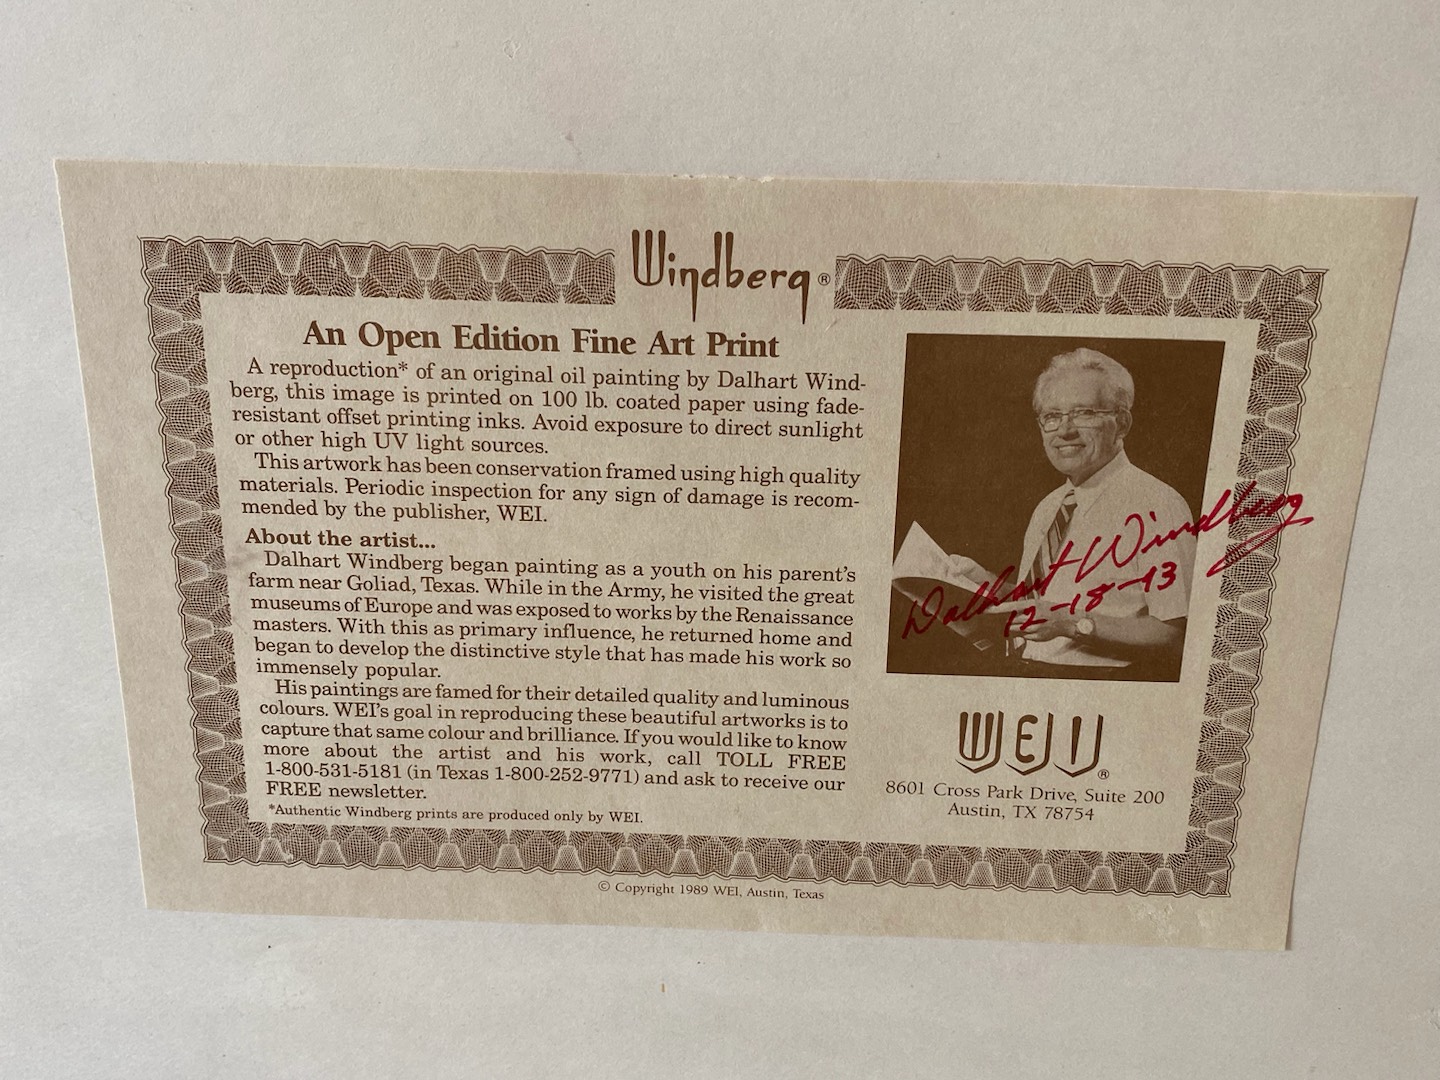 Windberg®
An Open Edition Fine Art Print
A reproduction* of an original oil painting by Dalhart Wind-
berg, this image is printed on 100 lb. coated paper using fade-
resistant offset printing inks. Avoid exposure to direct sunlight
or other high UV light sources.
This artwork has been conservation framed using high quality
materials. Periodic inspection for any sign of damage is recom-
mended by the publisher, WEI.
About the artist...
Dalhart Windberg began painting as a youth on his parent's
farm near Goliad, Texas. While in the Army, he visited the great
museums of Europe and was exposed to works by the Renaissance
masters. With this as primary influence, he returned home and
began to develop the distinctive style that has made his work so
immensely popular.
His paintings are famed for their detailed quality and luminous
colours. WEI's goal in reproducing these beautiful artworks is to
capture that same colour and brilliance. If you would like to know
more about the artist and his work, call TOLL FREE
1-800-531-5181 (in Texas 1-800-252-9771) and ask to receive our
FREE newsletter.
*Authentic Windberg prints are produced only by WEI.
Dalhart Windberg
12-18-13
WEI®
8601 Cross Park Drive, Suite 200
Austin, TX 78754
© Copyright 1989 WEI, Austin, Texas